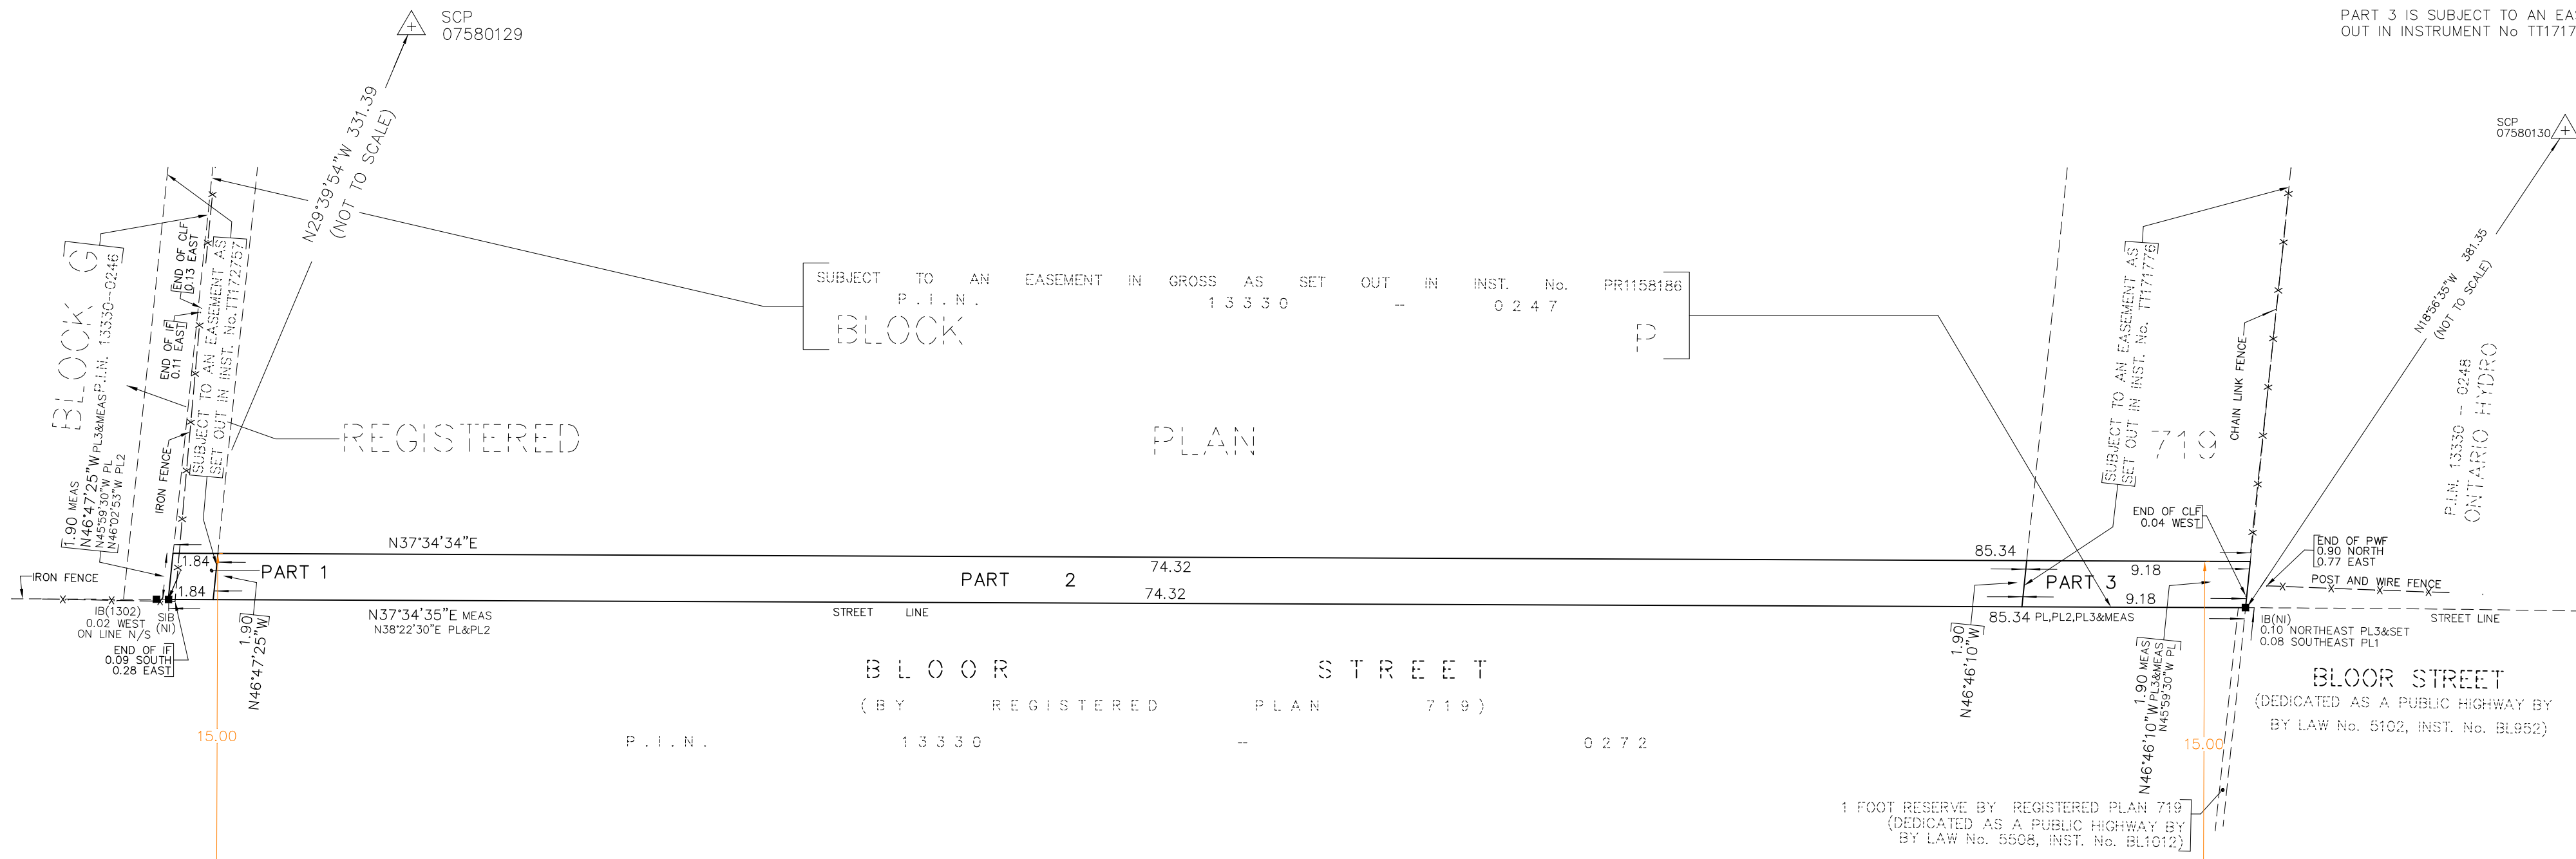 SCP
07580129
PART 3 IS SUBJECT TO AN
OUT IN INSTRUMENT No
SCP
07580130
N29°39'54"W 331.39
(NOT TO SCALE)
N18°56'35"W 381.35
(NOT TO SCALE)
SUBJECT TO AN EASEMENT IN GROSS AS SET OUT IN INST. No. PR1158186
P.I.N. 13330 - 0247
BLOCK P
BLOCK G
P.I.N. 13330-0246
END OF CLF
0.13 EAST
END OF IF
0.11 EAST
IRON FENCE
SUBJECT TO AN EASEMENT AS
SET OUT IN INST. No.TT172757
REGISTERED PLAN 719
SUBJECT TO AN EASEMENT AS
SET OUT IN INST. No. TT171776
CHAIN LINK FENCE
P.I.N. 13330 - 0248
ONTARIO HYDRO
1.90 MEAS
N46°47'25"W PL3&MEAS
N45°59'30"W PL
N46°02'53"W PL2
END OF CLF
0.04 WEST
END OF PWF
0.90 NORTH
0.77 EAST
POST AND WIRE FENCE
N37°34'34"E
85.34
1.84
74.32
9.18
IRON FENCE
PART 1
PART 2
PART 3
1.84
74.32
9.18
IB(1302)
0.02 WEST
ON LINE N/S
SIB
(NI)
N37°34'35"E MEAS
N38°22'30"E PL&PL2
STREET LINE
85.34 PL,PL2,PL3&MEAS
IB(NI)
0.10 NORTHEAST PL3&SET
0.08 SOUTHEAST PL1
STREET LINE
END OF IF
0.09 SOUTH
0.28 EAST
1.90
N46°47'25"W
1.90
N46°46'10"W
1.90 MEAS
N46°46'10"W PL3&MEAS
N45°59'30"W PL
BLOOR STREET
(BY REGISTERED PLAN 719)
P.I.N. 13330 - 0272
BLOOR STREET
(DEDICATED AS A PUBLIC HIGHWAY BY
BY LAW No. 5102, INST. No. BL952)
15.00
15.00
1 FOOT RESERVE BY REGISTERED PLAN 719
(DEDICATED AS A PUBLIC HIGHWAY BY
BY LAW No. 5508, INST. No. BL1012)